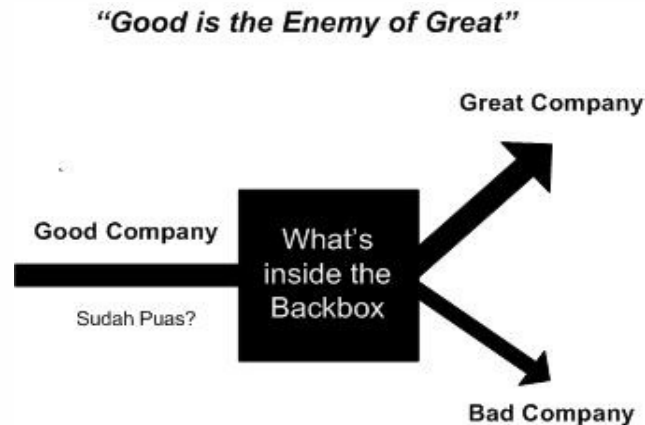 “Good is the Enemy of Great”
Great Company
Good Company
What’s
inside the
Backbox
Sudah Puas?
Bad Company